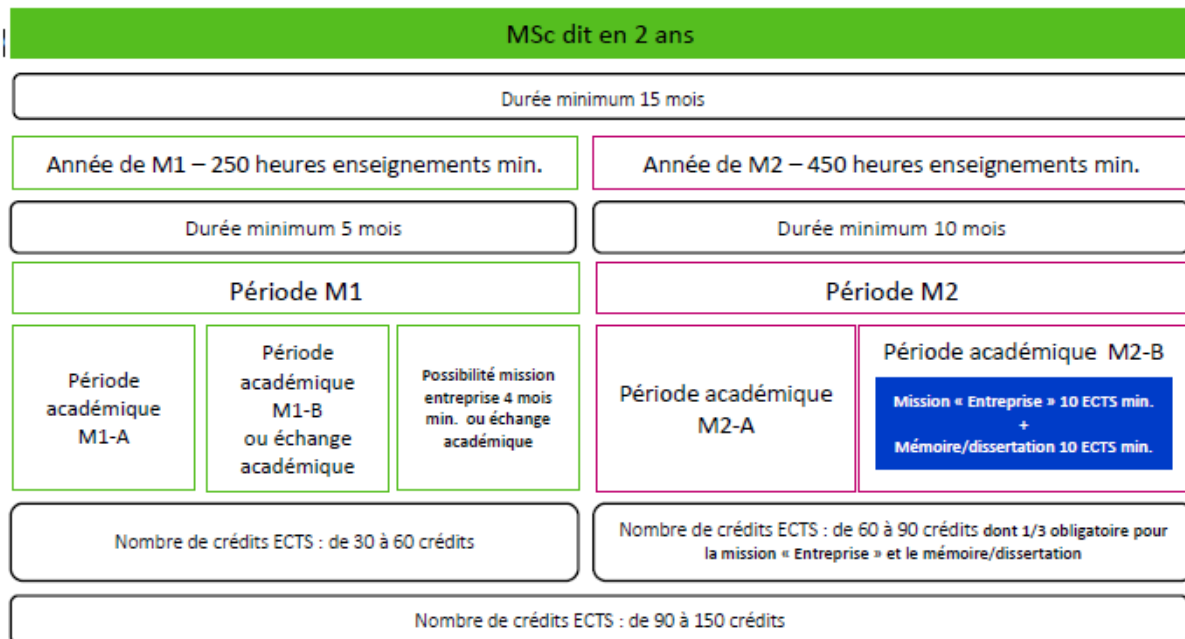 MSc dit en 2 ans
Durée minimum 15 mois
Année de M1 – 250 heures enseignements min.
Année de M2 – 450 heures enseignements min.
Durée minimum 5 mois
Durée minimum 10 mois
Période M1
Période M2
Période
académique
M1-A
Période
académique
M1-B
ou échange
académique
Possibilité mission
entreprise 4 mois
min. ou échange
académique
Période académique
M2-A
Période académique M2-B
Mission « Entreprise » 10 ECTS min.
+
Mémoire/dissertation 10 ECTS min.
Nombre de crédits ECTS : de 30 à 60 crédits
Nombre de crédits ECTS : de 60 à 90 crédits dont 1/3 obligatoire pour
la mission « Entreprise » et le mémoire/dissertation
Nombre de crédits ECTS : de 90 à 150 crédits